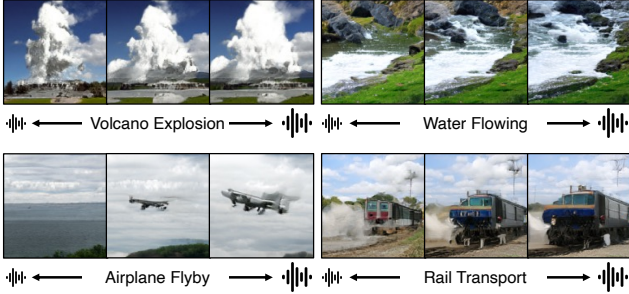 Volcano Explosion
Water Flowing
Airplane Flyby
Rail Transport